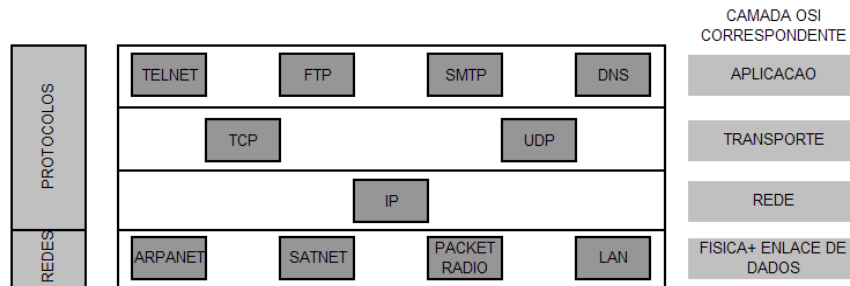 CAMADA OSI
CORRESPONDENTE
TELNET
FTP
SMTP
DNS
APLICACAO
PROTOCOLOS
TCP
UDP
TRANSPORTE
IP
REDE
REDES
ARPANET
SATNET
PACKET
RADIO
LAN
FISICA+ ENLACE DE
DADOS